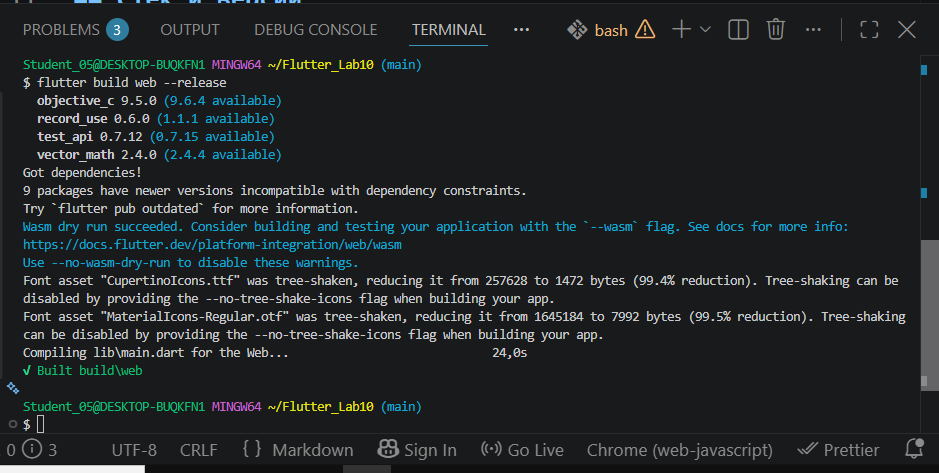 PROBLEMS 3 OUTPUT DEBUG CONSOLE TERMINAL ... bash ...
Student_05@DESKTOP-BUQKFN1 MINGW64 ~/Flutter_Lab10 (main)
$ flutter build web --release
objective_c 9.5.0 (9.6.4 available)
record_use 0.6.0 (1.1.1 available)
test_api 0.7.12 (0.7.15 available)
vector_math 2.4.0 (2.4.4 available)
Got dependencies!
9 packages have newer versions incompatible with dependency constraints.
Try `flutter pub outdated` for more information.
Wasm dry run succeeded. Consider building and testing your application with the `--wasm` flag. See docs for more info:
https://docs.flutter.dev/platform-integration/web/wasm
Use --no-wasm-dry-run to disable these warnings.
Font asset "CupertinoIcons.ttf" was tree-shaken, reducing it from 257628 to 1472 bytes (99.4% reduction). Tree-shaking can be
disabled by providing the --no-tree-shake-icons flag when building your app.
Font asset "MaterialIcons-Regular.otf" was tree-shaken, reducing it from 1645184 to 7992 bytes (99.5% reduction). Tree-shaking
can be disabled by providing the --no-tree-shake-icons flag when building your app.
Compiling lib\main.dart for the Web... 24,0s
√ Built build\web
Student_05@DESKTOP-BUQKFN1 MINGW64 ~/Flutter_Lab10 (main)
$
0 3 UTF-8 CRLF {} Markdown Sign In Go Live Chrome (web-javascript) Prettier